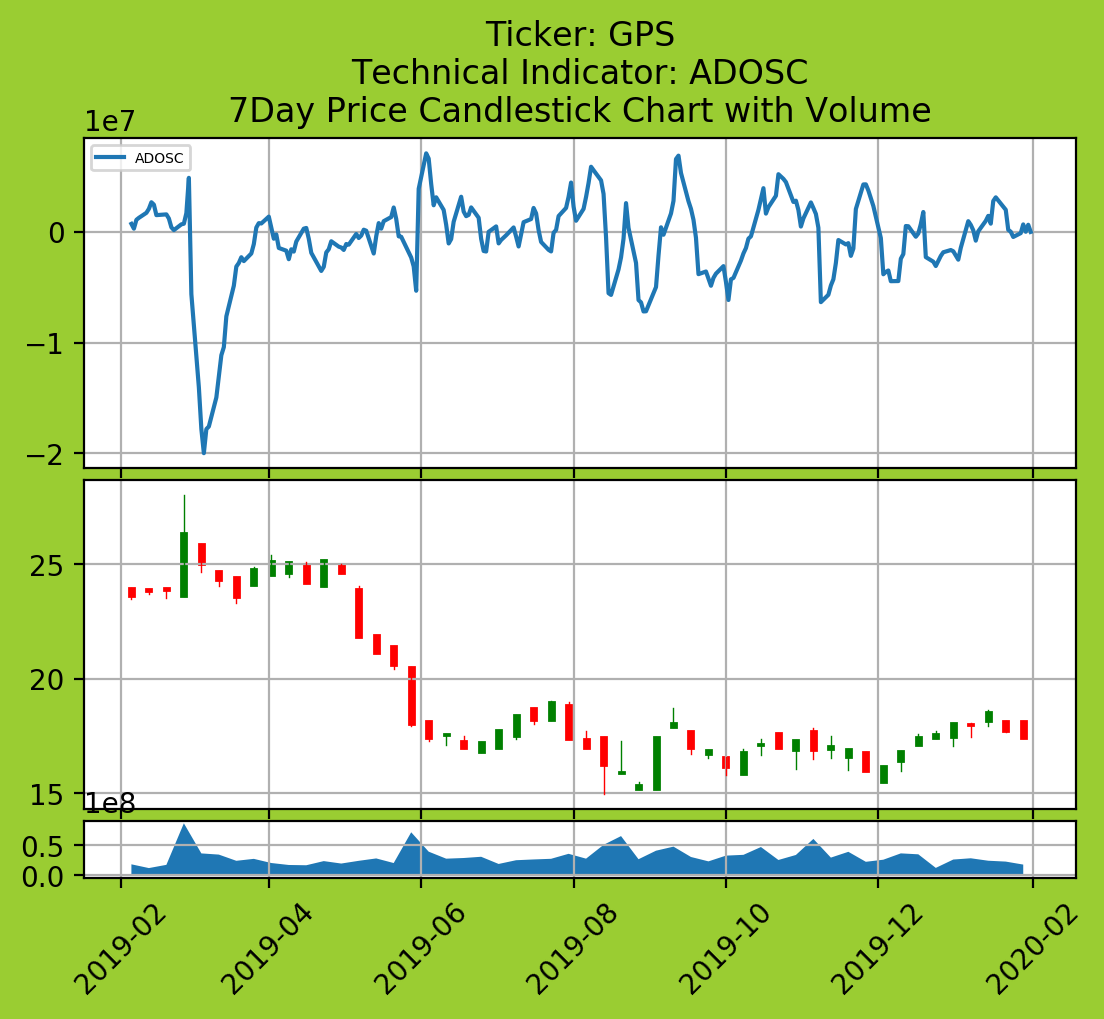 Ticker: GPS
Technical Indicator: ADOSC
7Day Price Candlestick Chart with Volume
1e7
ADOSC
0
−1
−2
25
20
15
1e8
0.5
0.0
2019-02
2019-04
2019-06
2019-08
2019-10
2019-12
2020-02